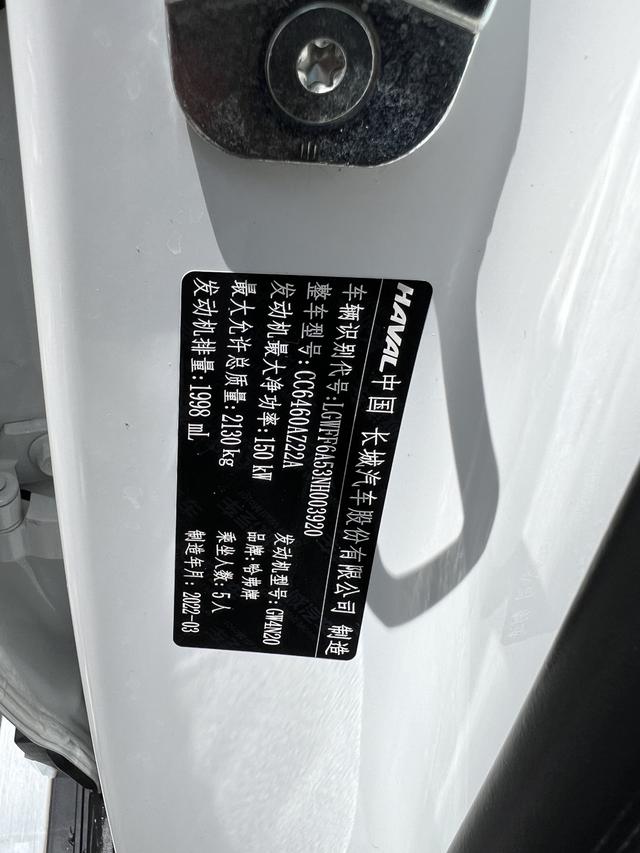 HAVAL 中国 长城汽车股份有限公司 制造
车辆识别代号:LGWFF6A53NH003920
整车型号:CC6460AZ22A 发动机型号:GW4N20
发动机最大净功率:150 kW 品牌:哈弗牌
最大允许总质量:2130 kg 乘坐人数:5 人
发动机排量:1998 mL 制造年月:2022-03